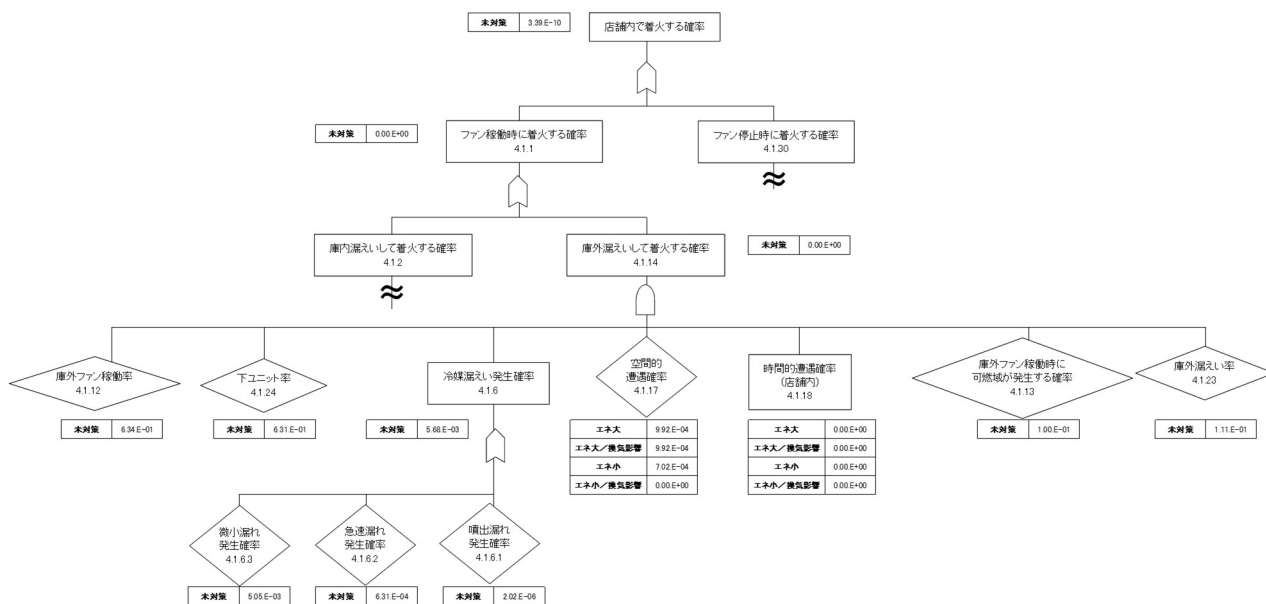 未対策 3.39.E-10
店舗内で着火する確率
未対策 0.00.E+00
ファン稼働時に着火する確率
4.1.1
ファン停止時に着火する確率
4.1.30
庫内漏えいして着火する確率
4.1.2
庫外漏えいして着火する確率
4.1.14
未対策 0.00.E+00
庫外ファン稼働率
4.1.12
未対策 6.34.E-01
下ユニット率
4.1.24
未対策 6.31.E-01
冷媒漏えい発生確率
4.1.6
未対策 5.68.E-03
空間的
遭遇確率
4.1.17
エネ大 9.92.E-04
エネ大/換気影響 9.92.E-04
エネ小 7.02.E-04
エネ小/換気影響 0.00.E+00
時間的遭遇確率
(店舗内)
4.1.18
エネ大 0.00.E+00
エネ大/換気影響 0.00.E+00
エネ小 0.00.E+00
エネ小/換気影響 0.00.E+00
庫外ファン稼働時に
可燃域が発生する確率
4.1.13
未対策 1.00.E-01
庫外漏えい率
4.1.23
未対策 1.11.E-01
微小漏れ
発生確率
4.1.6.3
未対策 5.05.E-03
急速漏れ
発生確率
4.1.6.2
未対策 6.31.E-04
噴出漏れ
発生確率
4.1.6.1
未対策 2.02.E-06